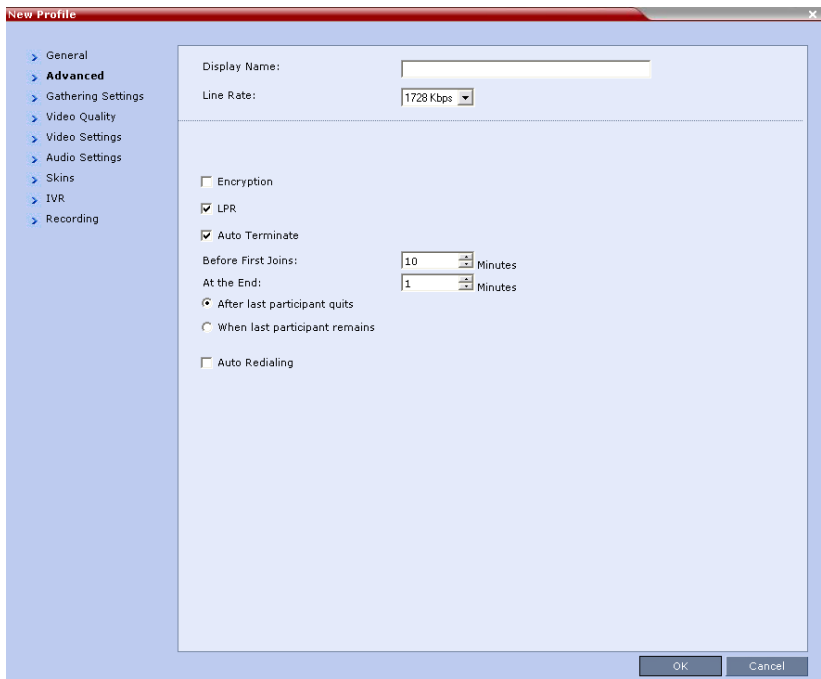 New Profile
General
Advanced
Gathering Settings
Video Quality
Video Settings
Audio Settings
Skins
IVR
Recording
Display Name:
Line Rate: 1728 Kbps
Encryption
LPR
Auto Terminate
Before First Joins: 10 Minutes
At the End: 1 Minutes
After last participant quits
When last participant remains
Auto Redialing
OK Cancel